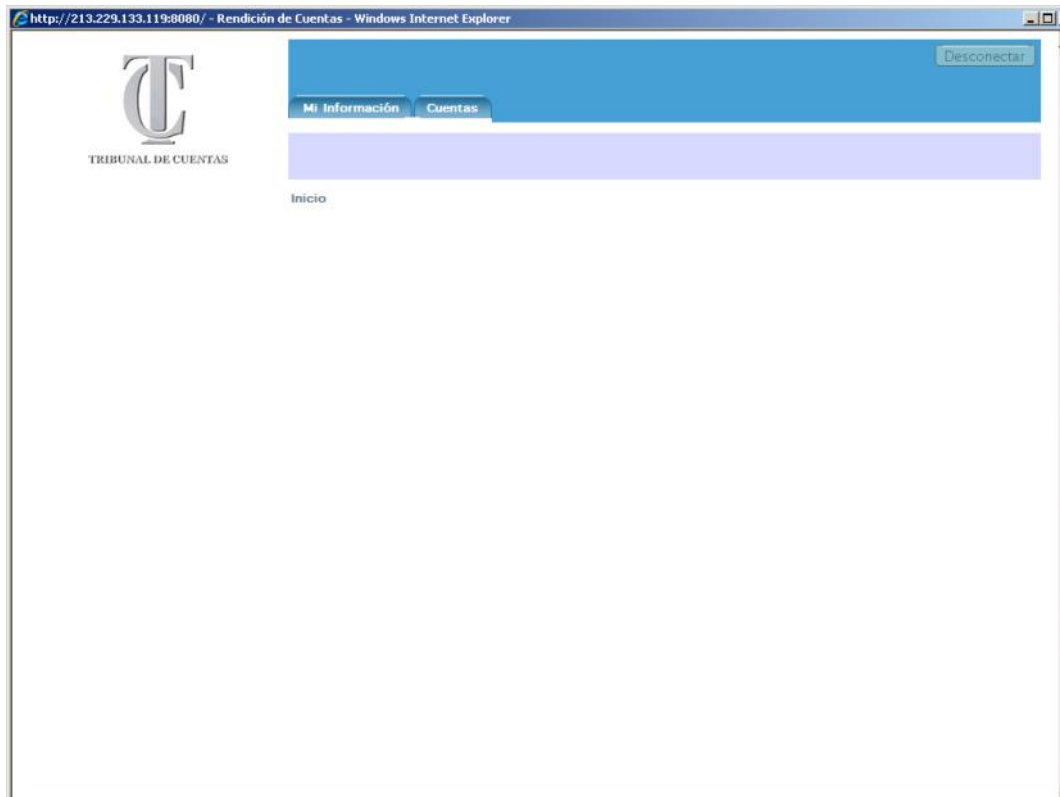 http://213.229.133.119:8080/ - Rendición de Cuentas - Windows Internet Explorer
Desconectar
TC
Mi Información Cuentas
TRIBUNAL DE CUENTAS
Inicio